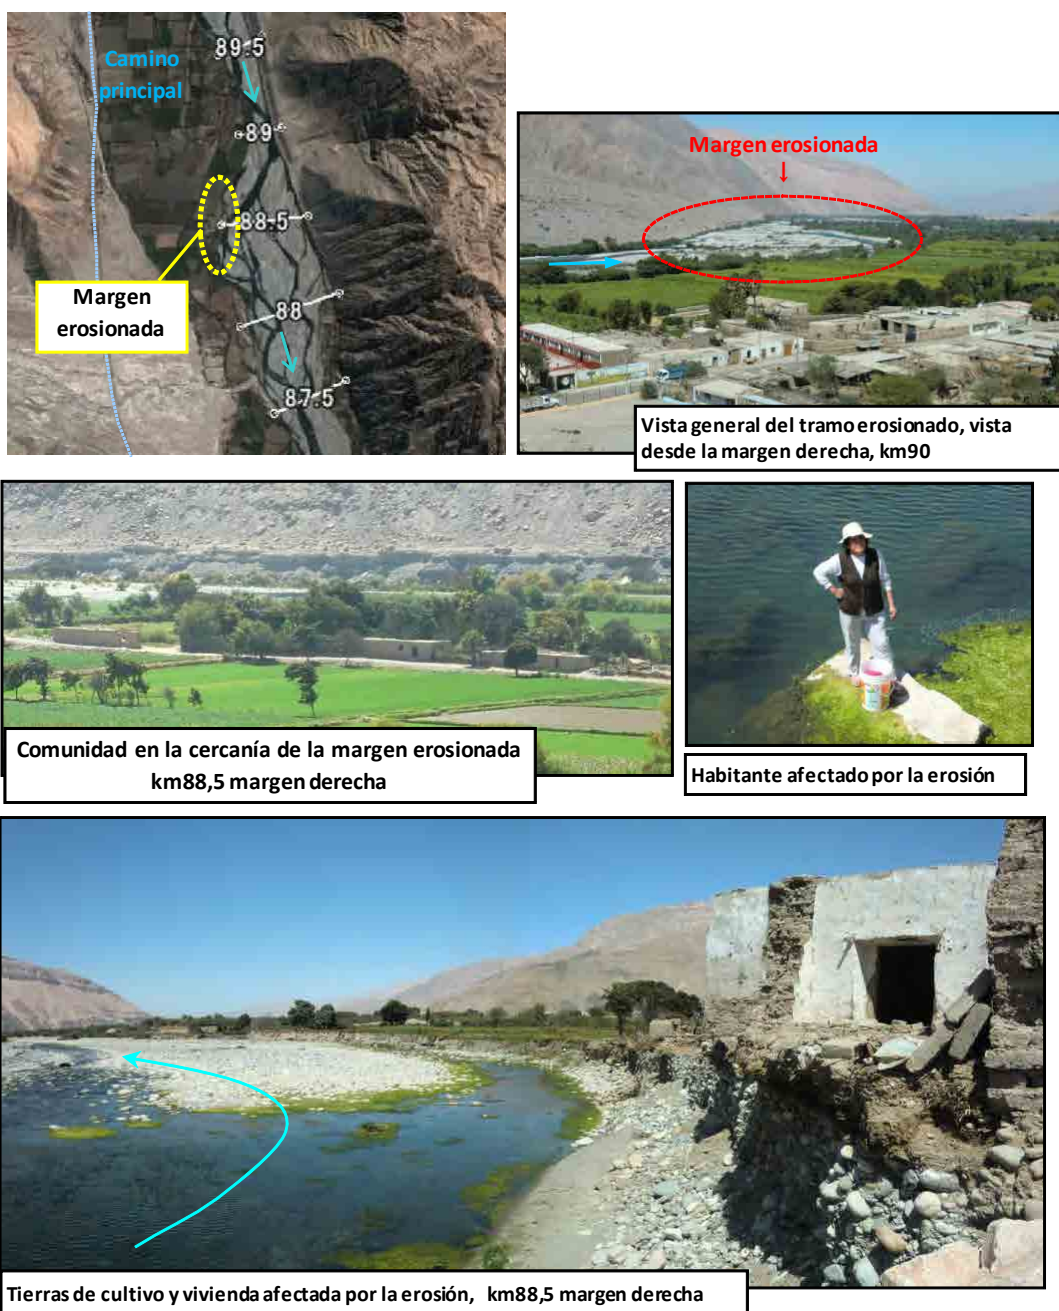 Camino
principal
89.5
89
88.5
88
87.5
Margen
erosionada
Margen erosionada
Vista general del tramo erosionado, vista
desde la margen derecha, km90
Comunidad en la cercanía de la margen erosionada
km88,5 margen derecha
Habitante afectado por la erosión
Tierras de cultivo y vivienda afectada por la erosión, km88,5 margen derecha